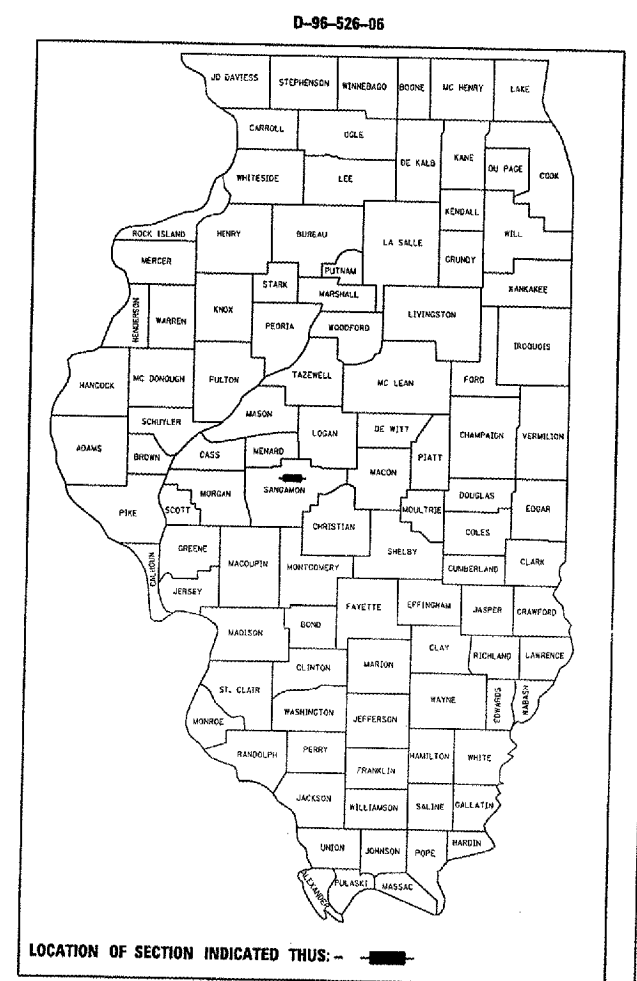 D-96-526-06
JO DAVIESS STEPHENSON WINNEBAGO BOONE MC HENRY LAKE
CARROLL OGLE
DE KALB KANE DU PAGE COOK
WHITESIDE LEE
KENDALL
ROCK ISLAND HENRY BUREAU LA SALLE WILL
MERCER PUTNAM GRUNDY
STARK MARSHALL KANKAKEE
HENDERSON WARREN KNOX PEORIA WOODFORD LIVINGSTON IROQUOIS
HANCOCK MC DONOUGH FULTON TAZEWELL MC LEAN FORD
MASON
SCHUYLER LOGAN DE WITT CHAMPAIGN VERMILION
ADAMS BROWN CASS MENARD MACON PIATT
PIKE SCOTT MORGAN SANGAMON MOULTRIE DOUGLAS EDGAR
CHRISTIAN COLES
CALHOUN GREENE MACOUPIN MONTGOMERY SHELBY CUMBERLAND CLARK
JERSEY
FAYETTE EFFINGHAM JASPER CRAWFORD
MADISON BOND
CLINTON MARION CLAY RICHLAND LAWRENCE
ST. CLAIR WAYNE EDWARDS WABASH
MONROE WASHINGTON JEFFERSON
RANDOLPH PERRY HAMILTON WHITE
FRANKLIN
JACKSON WILLIAMSON SALINE GALLATIN
UNION JOHNSON POPE HARDIN
ALEXANDER PULASKI MASSAC
LOCATION OF SECTION INDICATED THUS: -